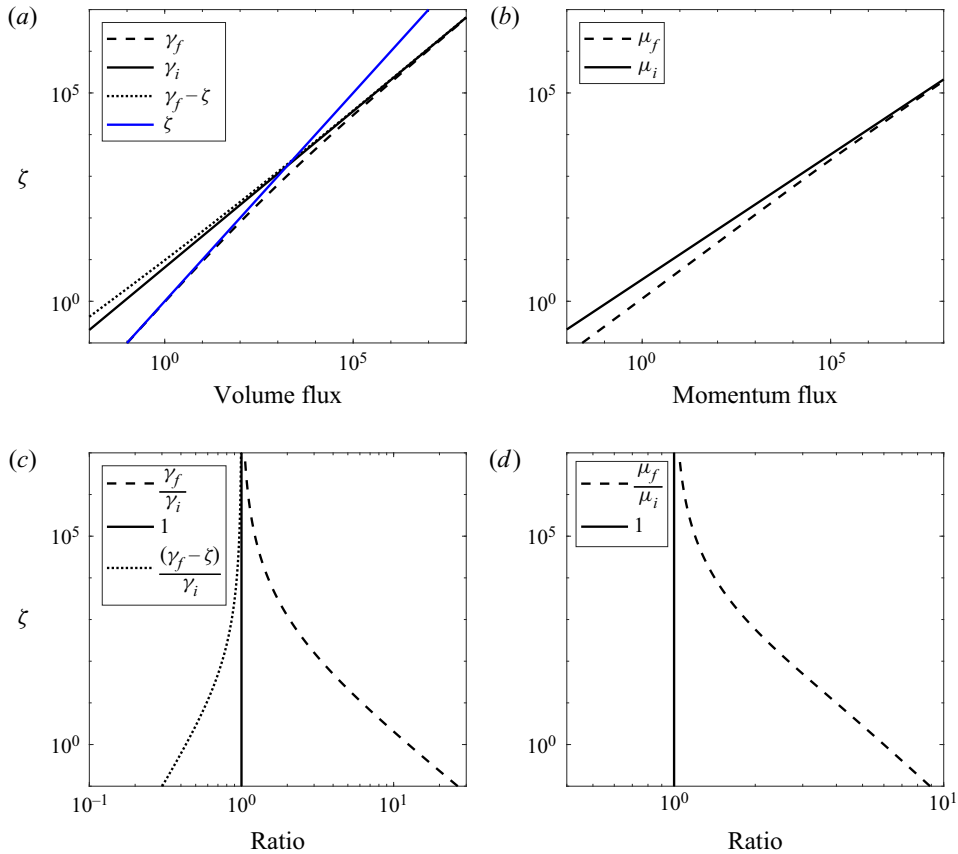 (a)
γ_f
γ_i
γ_f – ζ
ζ
10^5
10^0
ζ
10^0
10^5
Volume flux
(b)
μ_f
μ_i
10^5
10^0
10^0
10^5
Momentum flux
(c)
γ_f
γ_i
1
(γ_f – ζ)
γ_i
10^5
10^0
ζ
10^–1
10^0
10^1
Ratio
(d)
μ_f
μ_i
1
10^5
10^0
10^0
10^1
Ratio